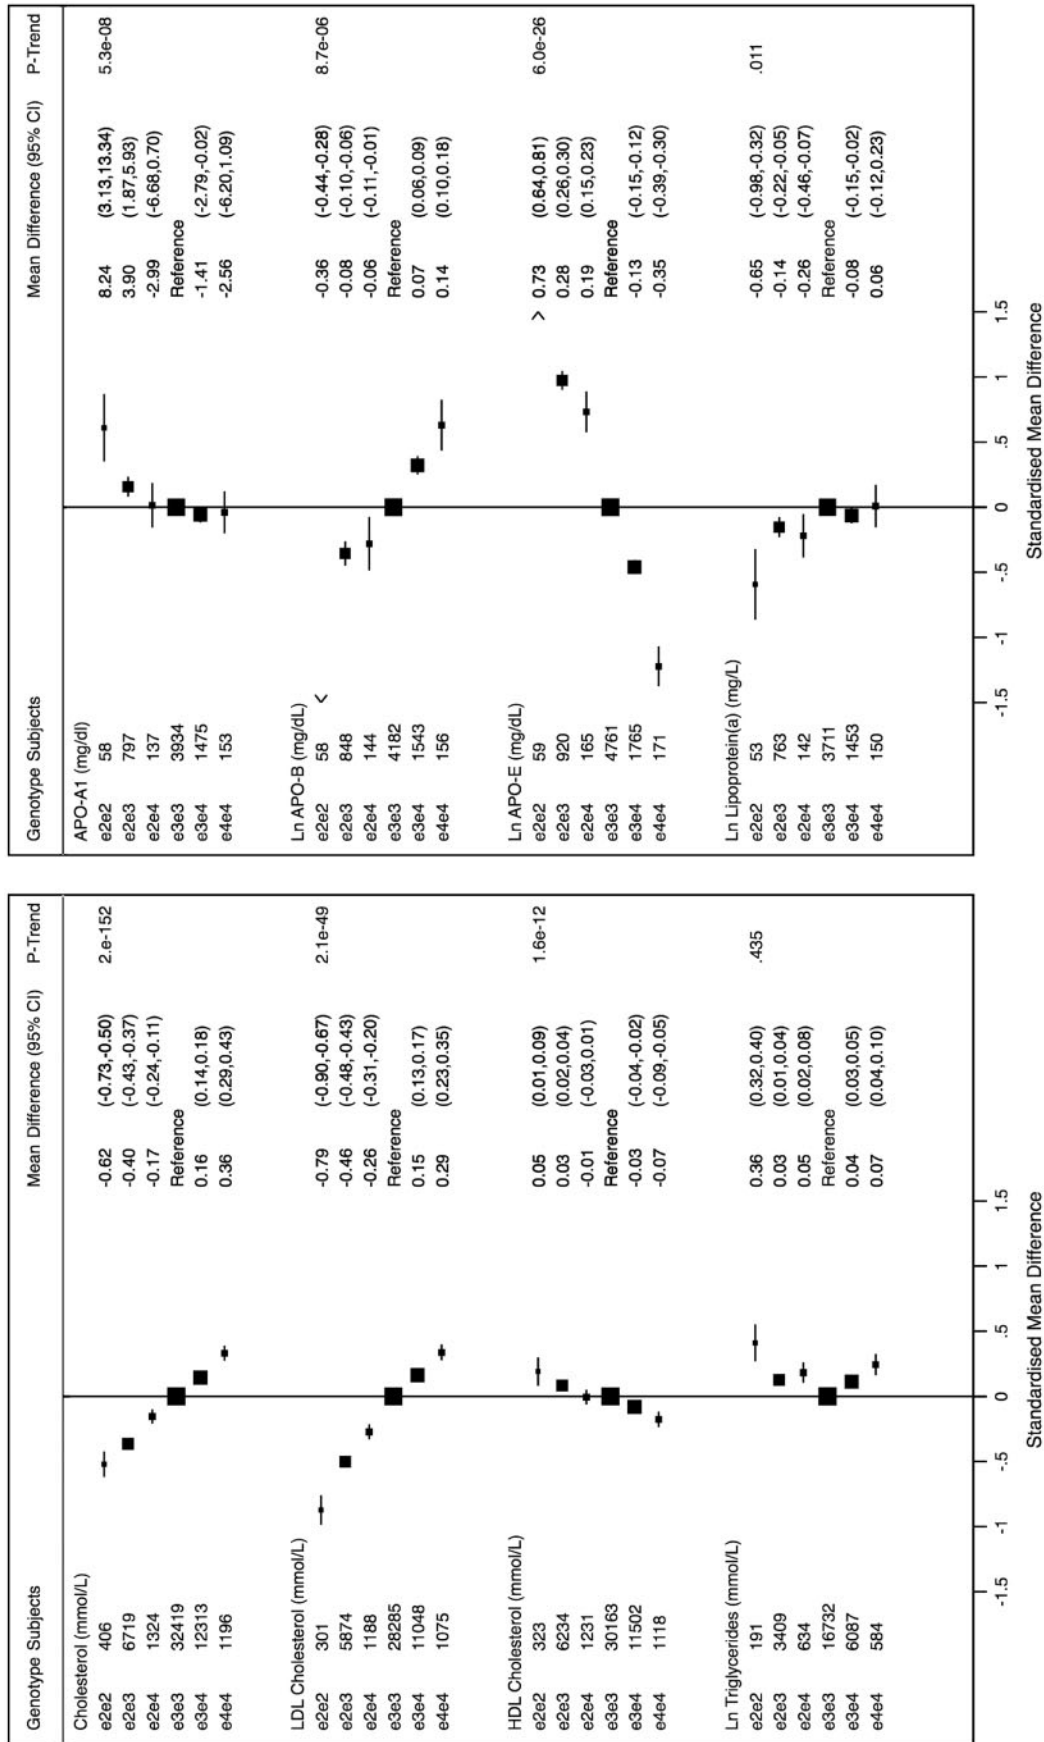 Genotype Subjects Mean Difference (95% CI) P-Trend
Cholesterol (mmol/L)
e2e2 406 -0.62 (-0.73,-0.50) 2.e-152
e2e3 6719 -0.40 (-0.43,-0.37)
e2e4 1324 -0.17 (-0.24,-0.11)
e3e3 32419 Reference
e3e4 12313 0.16 (0.14,0.18)
e4e4 1196 0.36 (0.29,0.43)
LDL Cholesterol (mmol/L)
e2e2 301 -0.79 (-0.90,-0.67) 2.1e-49
e2e3 5874 -0.46 (-0.48,-0.43)
e2e4 1188 -0.26 (-0.31,-0.20)
e3e3 28285 Reference
e3e4 11048 0.15 (0.13,0.17)
e4e4 1075 0.29 (0.23,0.35)
HDL Cholesterol (mmol/L)
e2e2 323 0.05 (0.01,0.09) 1.6e-12
e2e3 6234 0.03 (0.02,0.04)
e2e4 1231 -0.01 (-0.03,0.01)
e3e3 30163 Reference
e3e4 11502 -0.03 (-0.04,-0.02)
e4e4 1118 -0.07 (-0.09,-0.05)
Ln Triglycerides (mmol/L)
e2e2 191 0.36 (0.32,0.40) .435
e2e3 3409 0.03 (0.01,0.04)
e2e4 634 0.05 (0.02,0.08)
e3e3 16732 Reference
e3e4 6087 0.04 (0.03,0.05)
e4e4 584 0.07 (0.04,0.10)
-1.5 -1 -.5 0 .5 1 1.5
Standardised Mean Difference
Genotype Subjects Mean Difference (95% CI) P-Trend
APO-A1 (mg/dl)
e2e2 58 8.24 (3.13,13.34) 5.3e-08
e2e3 797 3.90 (1.87,5.93)
e2e4 137 -2.99 (-6.68,0.70)
e3e3 3934 Reference
e3e4 1475 -1.41 (-2.79,-0.02)
e4e4 153 -2.56 (-6.20,1.09)
Ln APO-B (mg/dL)
e2e2 58 < -0.36 (-0.44,-0.28) 8.7e-06
e2e3 848 -0.08 (-0.10,-0.06)
e2e4 144 -0.06 (-0.11,-0.01)
e3e3 4182 Reference
e3e4 1543 0.07 (0.06,0.09)
e4e4 156 0.14 (0.10,0.18)
Ln APO-E (mg/dL)
e2e2 59 > 0.73 (0.64,0.81) 6.0e-26
e2e3 920 0.28 (0.26,0.30)
e2e4 165 0.19 (0.15,0.23)
e3e3 4761 Reference
e3e4 1765 -0.13 (-0.15,-0.12)
e4e4 171 -0.35 (-0.39,-0.30)
Ln Lipoprotein(a) (mg/L)
e2e2 53 -0.65 (-0.98,-0.32) .011
e2e3 763 -0.14 (-0.22,-0.05)
e2e4 142 -0.26 (-0.46,-0.07)
e3e3 3711 Reference
e3e4 1453 -0.08 (-0.15,-0.02)
e4e4 150 0.06 (-0.12,0.23)
-1.5 -1 -.5 0 .5 1 1.5
Standardised Mean Difference